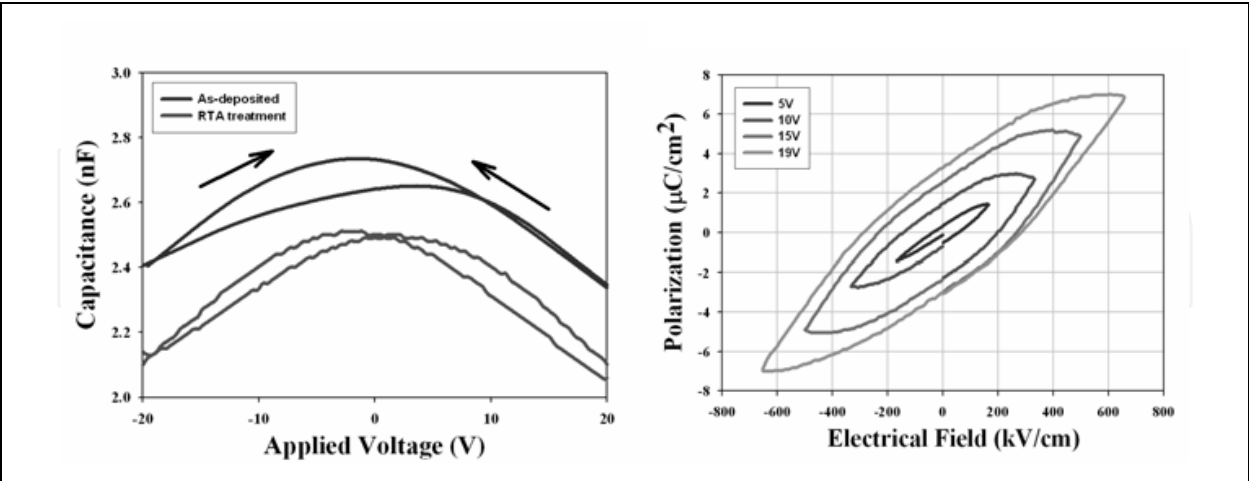 3.0
2.8
2.6
2.4
2.2
2.0
-20
-10
0
10
20
Capacitance (nF)
Applied Voltage (V)
As-deposited
RTA treatment
8
6
4
2
0
-2
-4
-6
-8
-800
-600
-400
-200
0
200
400
600
800
Polarization (μC/cm²)
Electrical Field (kV/cm)
5V
10V
15V
19V